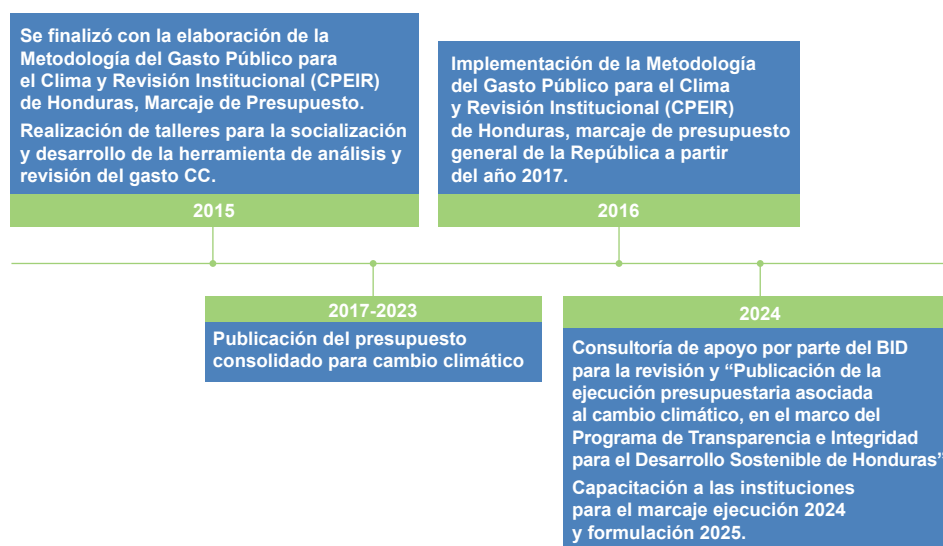 Se finalizó con la elaboración de la
Metodología del Gasto Público para
el Clima y Revisión Institucional (CPEIR)
de Honduras, Marcaje de Presupuesto.
Realización de talleres para la socialización
y desarrollo de la herramienta de análisis y
revisión del gasto CC.
2015
Implementación de la Metodología
del Gasto Público para el Clima
y Revisión Institucional (CPEIR)
de Honduras, marcaje de presupuesto
general de la República a partir
del año 2017.
2016
2017-2023
Publicación del presupuesto
consolidado para cambio climático
2024
Consultoría de apoyo por parte del BID
para la revisión y “Publicación de la
ejecución presupuestaria asociada
al cambio climático, en el marco del
Programa de Transparencia e Integridad
para el Desarrollo Sostenible de Honduras”
Capacitación a las instituciones
para el marcaje ejecución 2024
y formulación 2025.